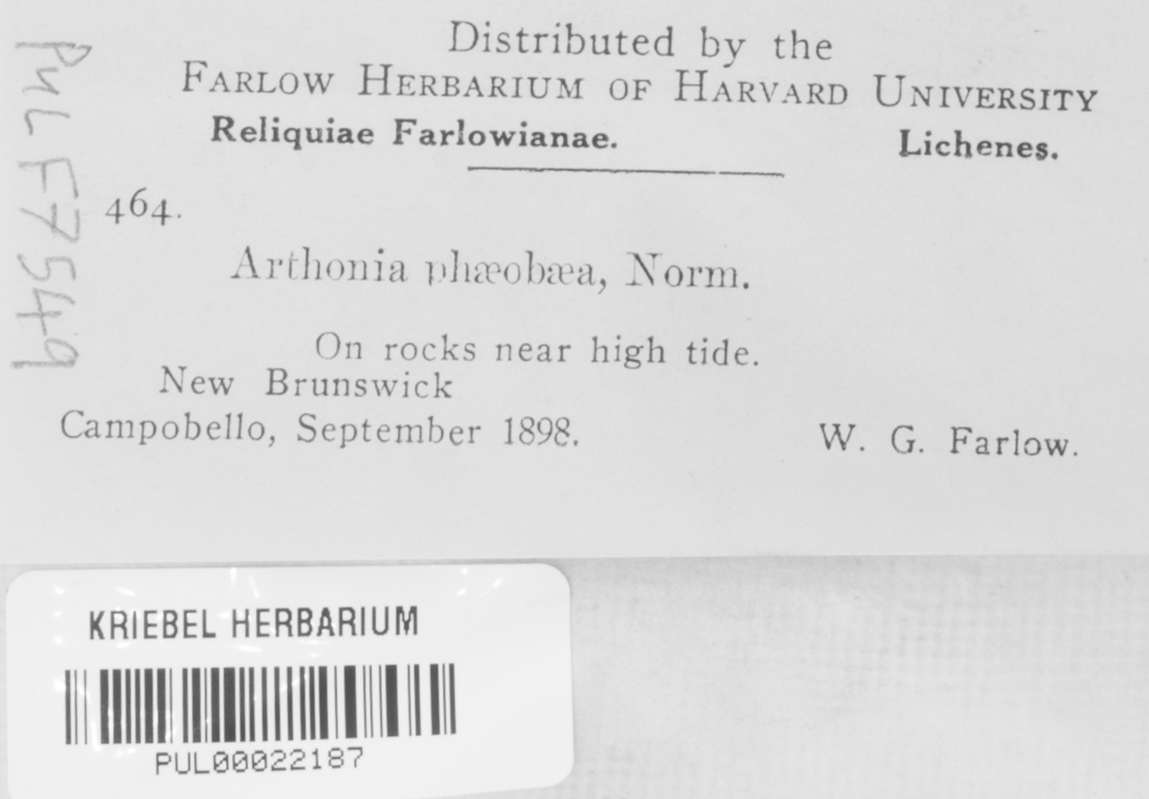 Distributed by the
FARLOW HERBARIUM OF HARVARD UNIVERSITY
Reliquiae Farlowianae. Lichenes.
464.
Arthonia phæobæa, Norm.
On rocks near high tide.
New Brunswick
Campobello, September 1898. W. G. Farlow.
PUL F7549
KRIEBEL HERBARIUM
PUL00022187